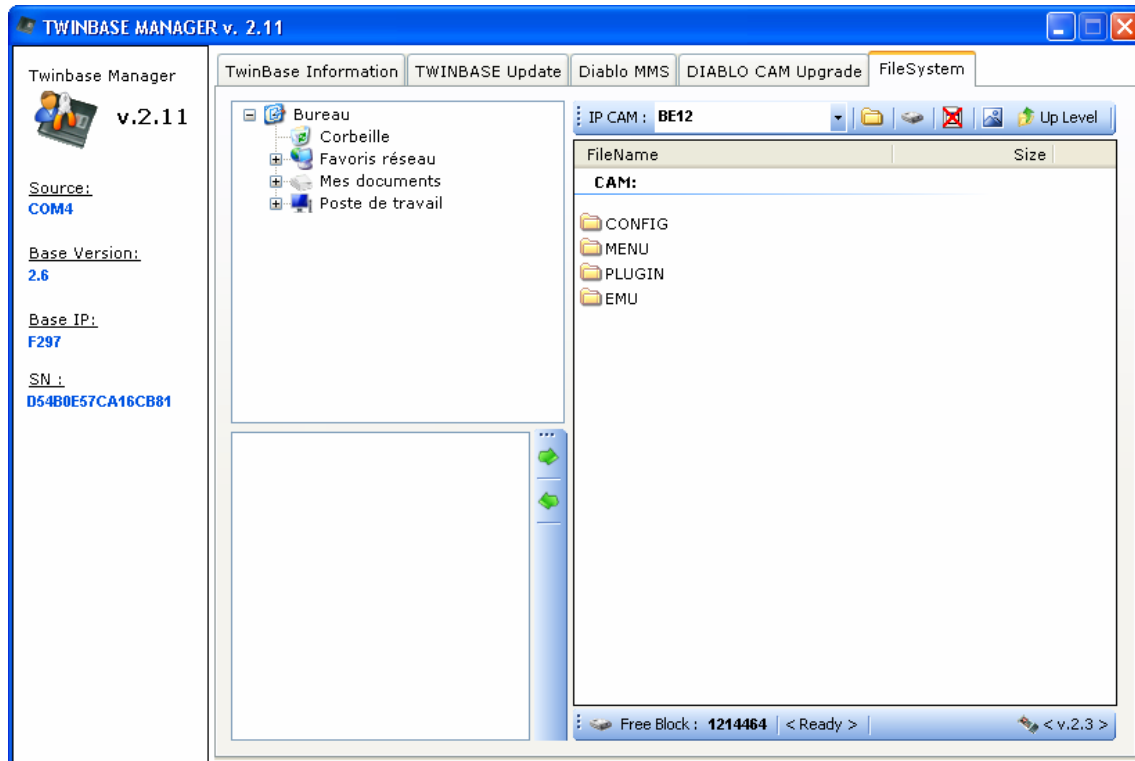 TWINBASE MANAGER v. 2.11
Twinbase Manager
v.2.11
Source:
COM4
Base Version:
2.6
Base IP:
F297
SN :
D54B0E57CA16CB81
TwinBase Information TWINBASE Update Diablo MMS DIABLO CAM Upgrade FileSystem
Bureau
Corbeille
Favoris réseau
Mes documents
Poste de travail
IP CAM : BE12 Up Level
FileName Size
CAM:
CONFIG
MENU
PLUGIN
EMU
Free Block : 1214464 < Ready > < v.2.3 >